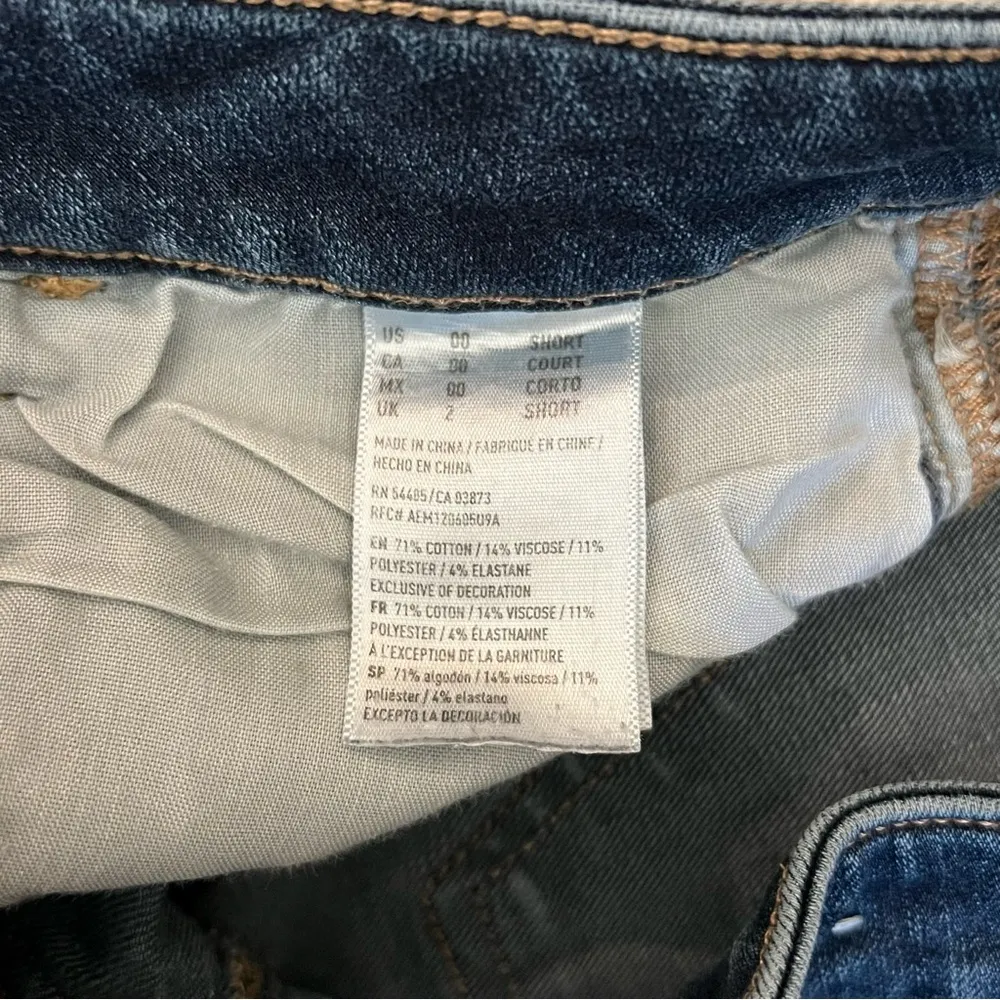 US 00 SHORT
CA 00 COURT
MX 00 CORTO
UK 2 SHORT
MADE IN CHINA / FABRIQUE EN CHINE /
HECHO EN CHINA
RN 54485/CA 03873
RFC# AEM1206050U9A
EN 71% COTTON / 14% VISCOSE / 11%
POLYESTER / 4% ELASTANE
EXCLUSIVE OF DECORATION
FR 71% COTON / 14% VISCOSE / 11%
POLYESTER / 4% ÉLASTHANNE
À L'EXCEPTION DE LA GARNITURE
SP 71% algodón / 14% viscosa / 11%
poliéster / 4% elastano
EXCEPTO LA DECORACIÓN